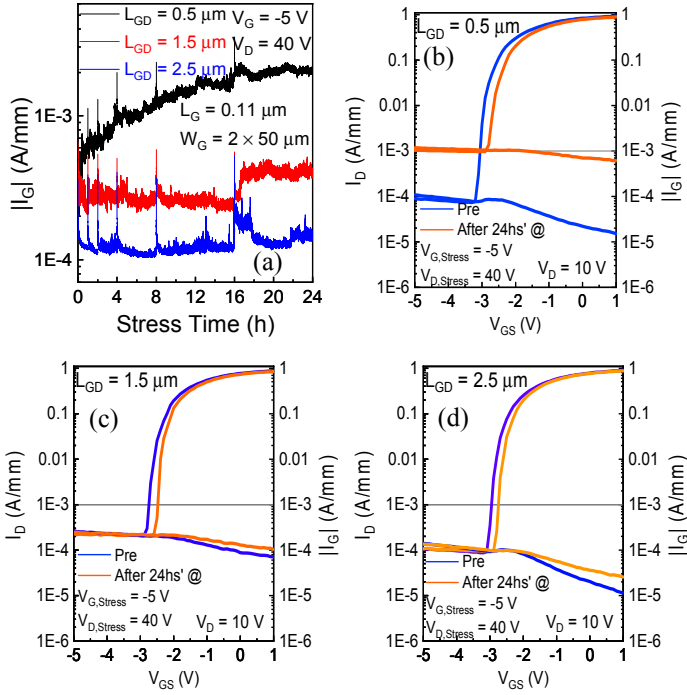 L_GD = 0.5 μm V_G = -5 V
L_GD = 1.5 μm V_D = 40 V
L_GD = 2.5 μm
L_G = 0.11 μm
W_G = 2 × 50 μm
(a)
|I_G| (A/mm)
1E-3
1E-4
0 4 8 12 16 20 24
Stress Time (h)
L_GD = 0.5 μm
(b)
I_D (A/mm)
1
0.1
0.01
1E-3
1E-4
1E-5
1E-6
Pre
After 24hs' @
V_G,Stress = -5 V
V_D,Stress = 40 V V_D = 10 V
-5 -4 -3 -2 -1 0 1
V_GS (V)
1
0.1
0.01
1E-3
1E-4
1E-5
1E-6
|I_G| (A/mm)
L_GD = 1.5 μm
(c)
I_D (A/mm)
1
0.1
0.01
1E-3
1E-4
1E-5
1E-6
Pre
After 24hs' @
V_G,Stress = -5 V
V_D,Stress = 40 V V_D = 10 V
-5 -4 -3 -2 -1 0 1
V_GS (V)
1
0.1
0.01
1E-3
1E-4
1E-5
1E-6
|I_G| (A/mm)
L_GD = 2.5 μm
(d)
I_D (A/mm)
1
0.1
0.01
1E-3
1E-4
1E-5
1E-6
Pre
After 24hs' @
V_G,Stress = -5 V
V_D,Stress = 40 V V_D = 10 V
-5 -4 -3 -2 -1 0 1
V_GS (V)
1
0.1
0.01
1E-3
1E-4
1E-5
1E-6
|I_G| (A/mm)